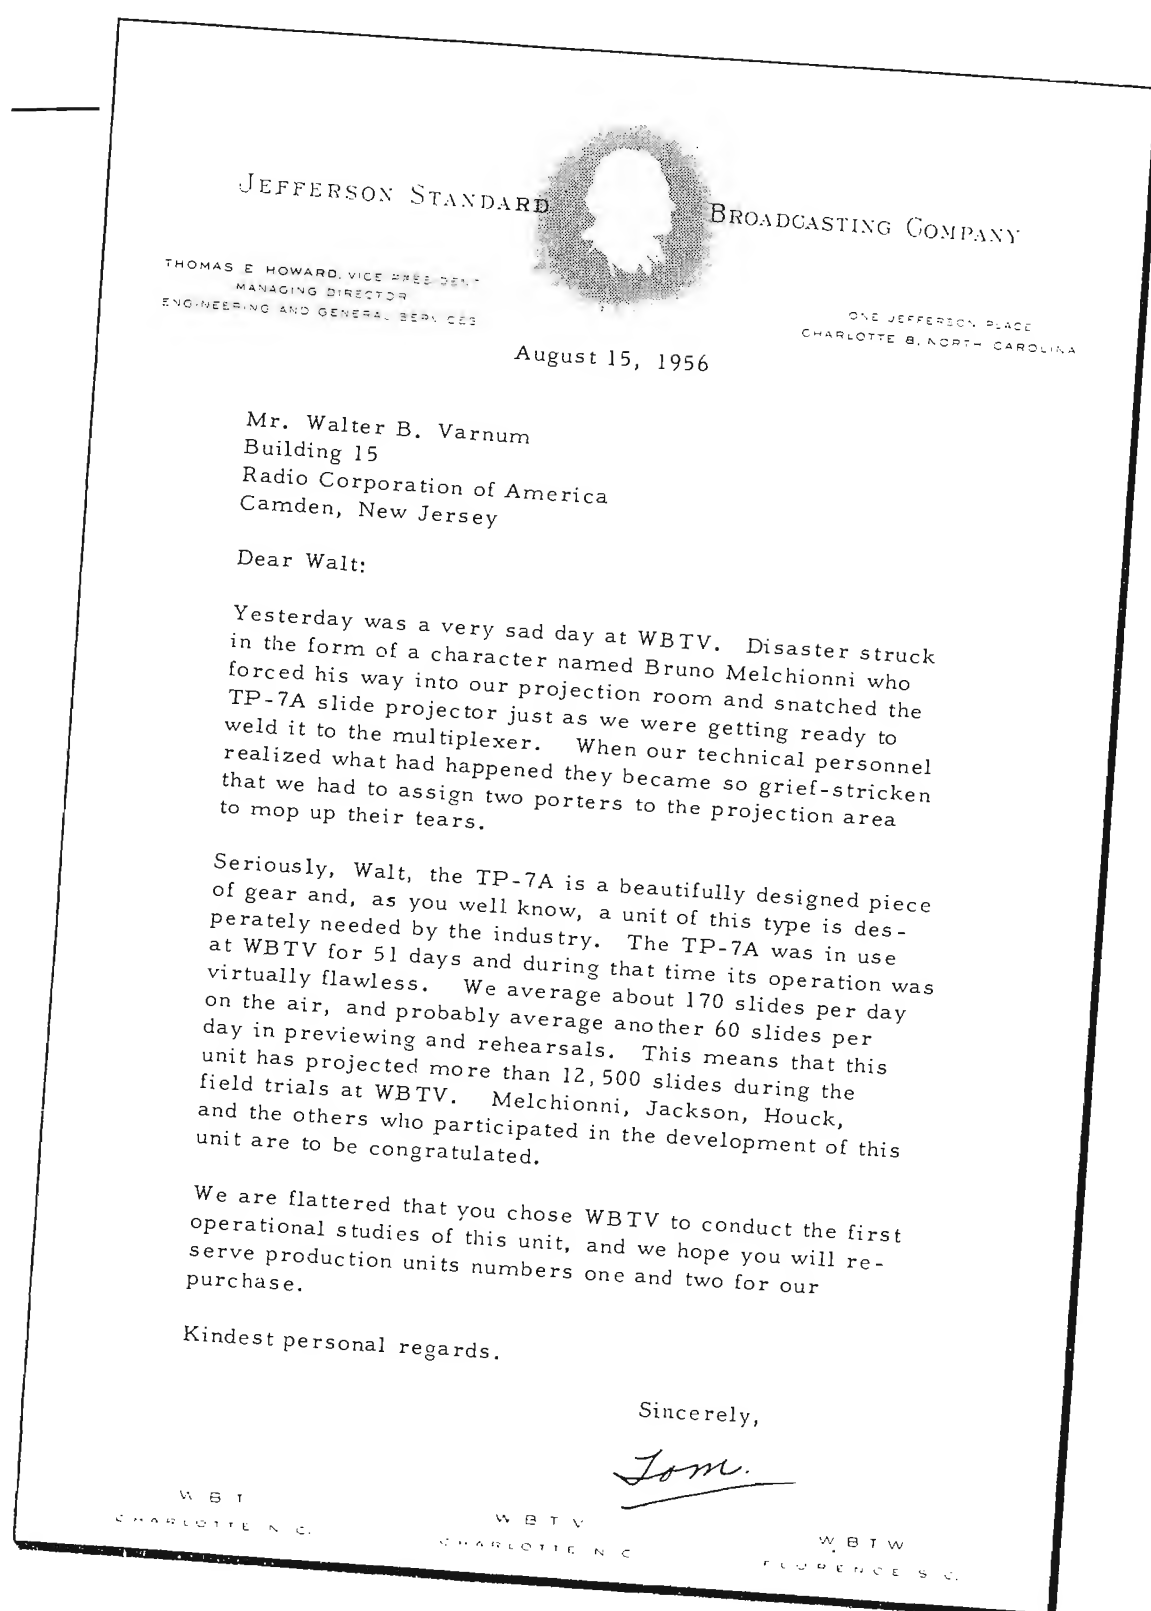 JEFFERSON STANDARD BROADCASTING COMPANY
THOMAS E HOWARD, VICE PRESIDENT
MANAGING DIRECTOR
ENGINEERING AND GENERAL SERVICES
ONE JEFFERSON PLACE
CHARLOTTE 8, NORTH CAROLINA
August 15, 1956
Mr. Walter B. Varnum
Building 15
Radio Corporation of America
Camden, New Jersey
Dear Walt:
Yesterday was a very sad day at WBTV. Disaster struck
in the form of a character named Bruno Melchionni who
forced his way into our projection room and snatched the
TP-7A slide projector just as we were getting ready to
weld it to the multiplexer. When our technical personnel
realized what had happened they became so grief-stricken
that we had to assign two porters to the projection area
to mop up their tears.
Seriously, Walt, the TP-7A is a beautifully designed piece
of gear and, as you well know, a unit of this type is des-
perately needed by the industry. The TP-7A was in use
at WBTV for 51 days and during that time its operation was
virtually flawless. We average about 170 slides per day
on the air, and probably average another 60 slides per
day in previewing and rehearsals. This means that this
unit has projected more than 12,500 slides during the
field trials at WBTV. Melchionni, Jackson, Houck,
and the others who participated in the development of this
unit are to be congratulated.
We are flattered that you chose WBTV to conduct the first
operational studies of this unit, and we hope you will re-
serve production units numbers one and two for our
purchase.
Kindest personal regards.
Sincerely,
Tom.
WBT
CHARLOTTE N C.
WBTV
CHARLOTTE N C
WBTW
FLORENCE S C.